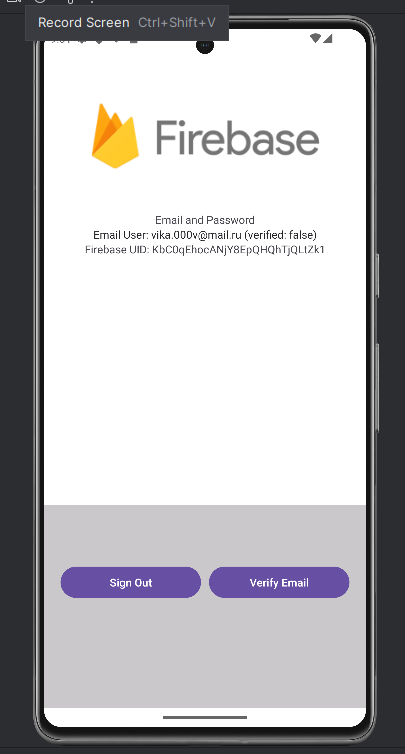 Record Screen Ctrl+Shift+V
Firebase
Email and Password
Email User: vika.000v@mail.ru (verified: false)
Firebase UID: KbC0qEhocANjY8EpQHQhTjQLtZk1
Sign Out
Verify Email